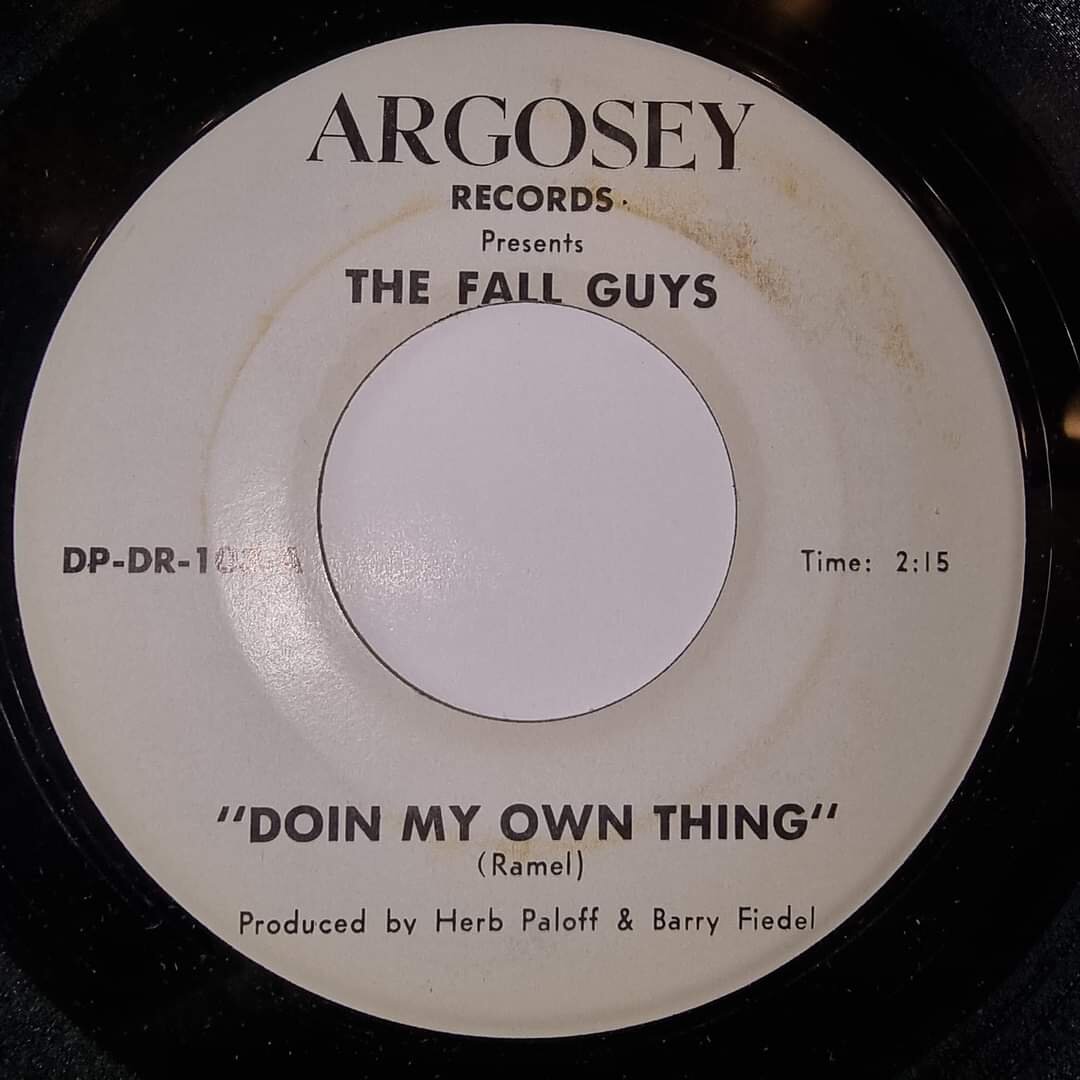 ARGOSEY
RECORDS
Presents
THE FALL GUYS
Time: 2:15
"DOIN MY OWN THING"
(Ramel)
Produced by Herb Paloff & Barry Fiedel